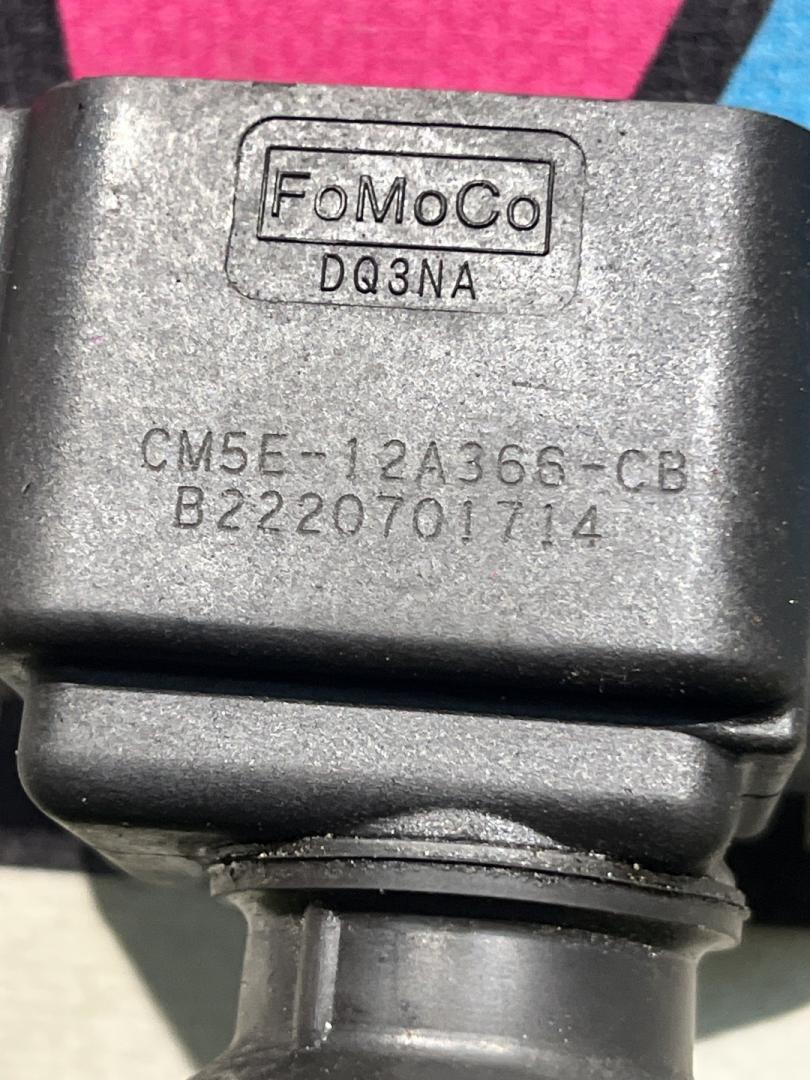 FoMoCo
DQ3NA
CM5E-12A366-CB
B2220701714